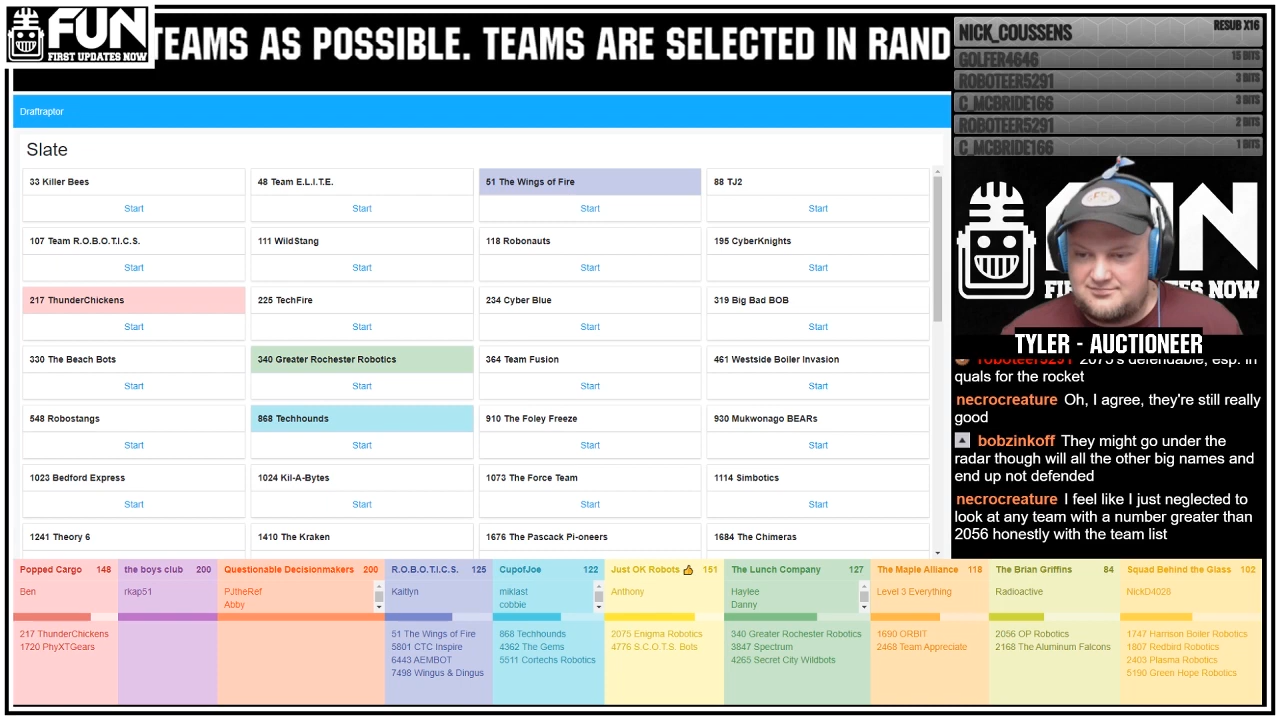 FUN
FIRST UPDATES NOW
TEAMS AS POSSIBLE. TEAMS ARE SELECTED IN RAND
NICK_COUSSENS RESUB X16
GOLFER4646 15 BITS
ROBOTEER5291 3 BITS
C_MCBRIDE166 3 BITS
ROBOTEER5291 2 BITS
C_MCBRIDE166 1 BITS
Draftraptor
Slate
33 Killer Bees
Start
48 Team E.L.I.T.E.
Start
51 The Wings of Fire
Start
88 TJ2
Start
107 Team R.O.B.O.T.I.C.S.
Start
111 WildStang
Start
118 Robonauts
Start
195 CyberKnights
Start
217 ThunderChickens
Start
225 TechFire
Start
234 Cyber Blue
Start
319 Big Bad BOB
Start
330 The Beach Bots
Start
340 Greater Rochester Robotics
Start
364 Team Fusion
Start
461 Westside Boiler Invasion
Start
548 Robostangs
Start
868 Techhounds
Start
910 The Foley Freeze
Start
930 Mukwonago BEARs
Start
1023 Bedford Express
Start
1024 Kil-A-Bytes
Start
1073 The Force Team
Start
1114 Simbotics
Start
1241 Theory 6
1410 The Kraken
1676 The Pascack Pi-oneers
1684 The Chimeras
TYLER - AUCTIONEER
roboteer5291 2075's defendable, esp. in
quals for the rocket
necrocreature Oh, I agree, they're still really
good
bobzinkoff They might go under the
radar though will all the other big names and
end up not defended
necrocreature I feel like I just neglected to
look at any team with a number greater than
2056 honestly with the team list
Popped Cargo 148
Ben
217 ThunderChickens
1720 PhyXTGears
the boys club 200
rkap51
Questionable Decisionmakers 200
PJtheRef
Abby
R.O.B.O.T.I.C.S. 125
Kaitlyn
51 The Wings of Fire
5801 CTC Inspire
6443 AEMBOT
7498 Wingus & Dingus
CupofJoe 122
miklast
cobbie
868 Techhounds
4362 The Gems
5511 Cortechs Robotics
Just OK Robots 151
Anthony
2075 Enigma Robotics
4776 S.C.O.T.S. Bots
The Lunch Company 127
Haylee
Danny
340 Greater Rochester Robotics
3847 Spectrum
4265 Secret City Wildbots
The Maple Alliance 118
Level 3 Everything
1690 ORBIT
2468 Team Appreciate
The Brian Griffins 84
Radioactive
2056 OP Robotics
2168 The Aluminum Falcons
Squad Behind the Glass 102
NickD4028
1747 Harrison Boiler Robotics
1807 Redbird Robotics
2403 Plasma Robotics
5190 Green Hope Robotics